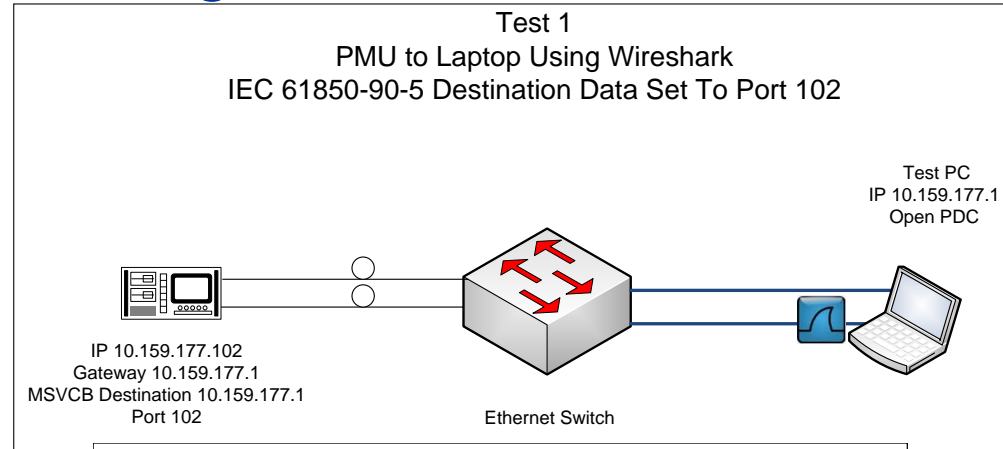 Test 1
PMU to Laptop Using Wireshark
IEC 61850-90-5 Destination Data Set To Port 102
Test PC
IP 10.159.177.1
Open PDC
IP 10.159.177.102
Gateway 10.159.177.1
MSVCB Destination 10.159.177.1
Port 102
Ethernet Switch